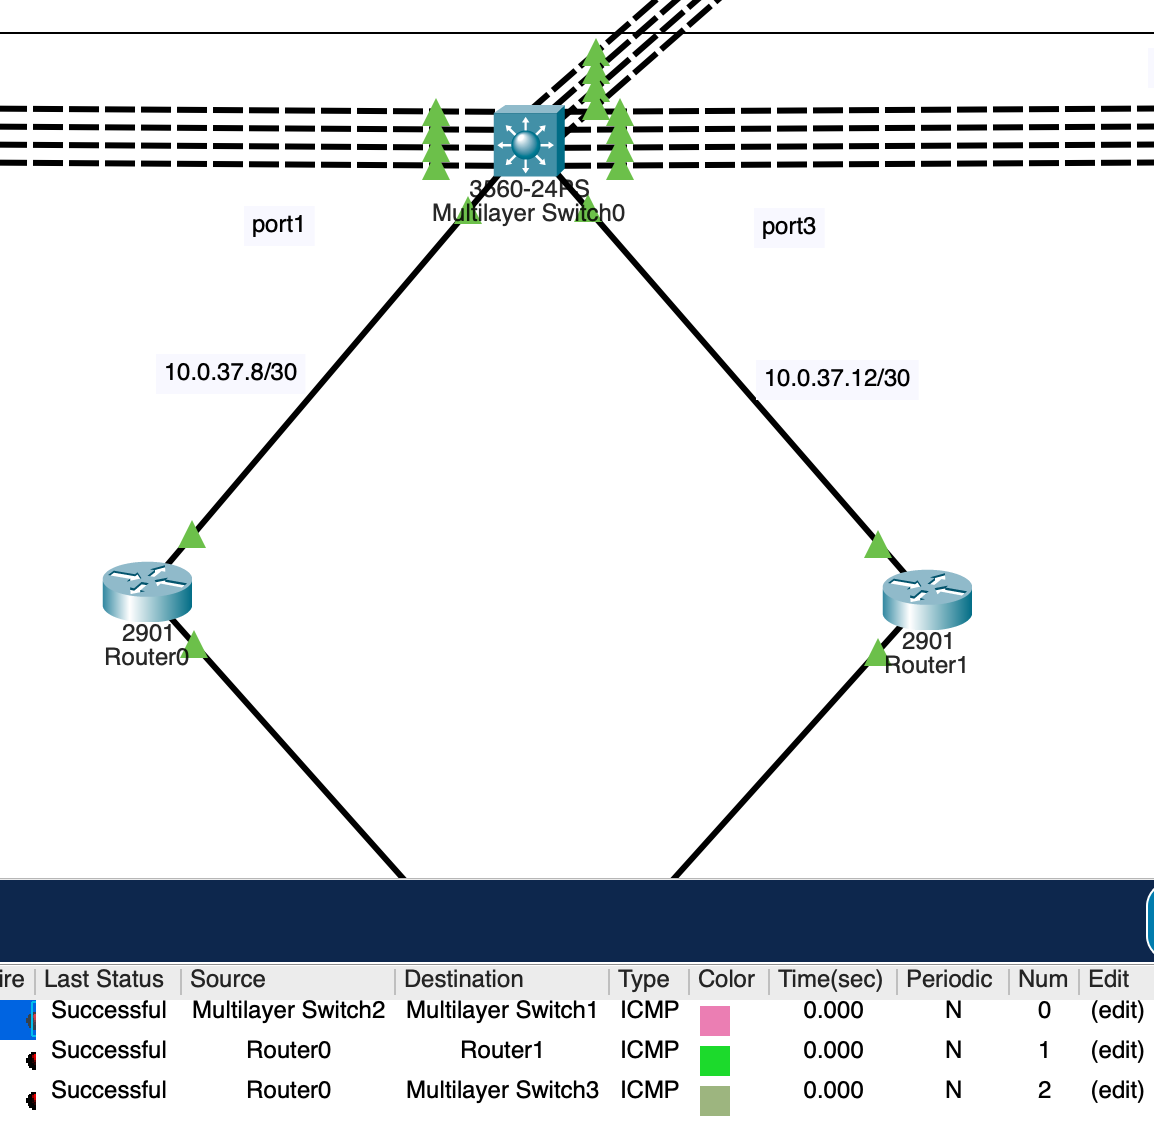 3560-24PS
Multilayer Switch0
port1
port3
10.0.37.8/30
10.0.37.12/30
2901
Router0
2901
Router1
ire Last Status Source Destination Type Color Time(sec) Periodic Num Edit
Successful Multilayer Switch2 Multilayer Switch1 ICMP 0.000 N 0 (edit)
Successful Router0 Router1 ICMP 0.000 N 1 (edit)
Successful Router0 Multilayer Switch3 ICMP 0.000 N 2 (edit)